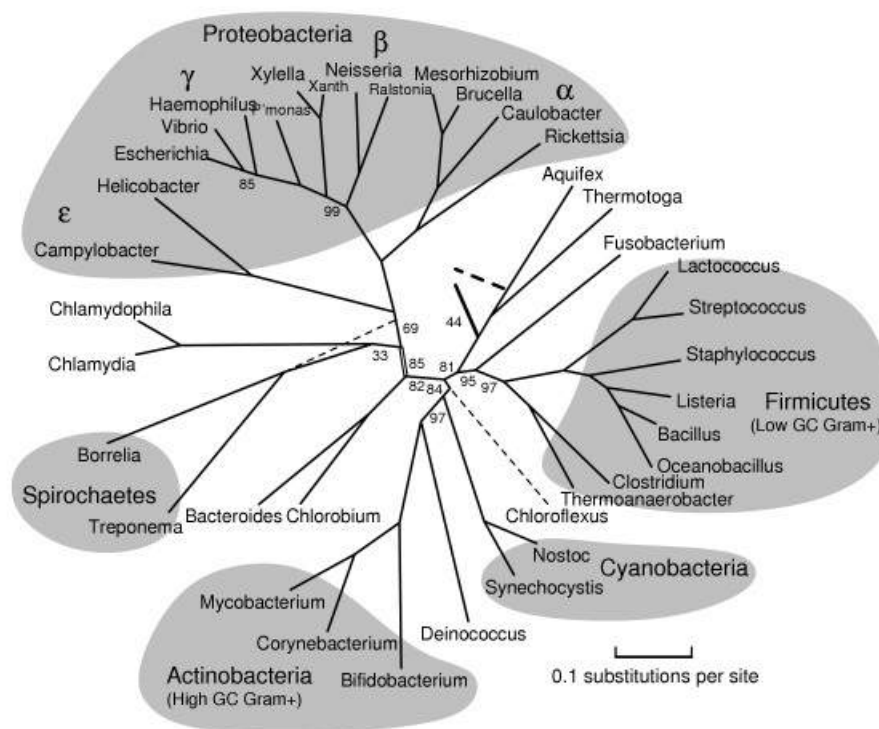 Proteobacteria
β
γ
Xylella
Xanth
Neisseria
Ralstonia
Mesorhizobium
Brucella
α
Haemophilus
P'monas
Caulobacter
Vibrio
Rickettsia
Escherichia
Aquifex
Helicobacter
Thermotoga
85
99
ε
Fusobacterium
Campylobacter
Lactococcus
Chlamydophila
Streptococcus
44
69
Staphylococcus
Chlamydia
33
85
81
82
84
95
97
Listeria
Firmicutes
(Low GC Gram+)
97
Bacillus
Borrelia
Oceanobacillus
Clostridium
Spirochaetes
Thermoanaerobacter
Treponema
Bacteroides
Chlorobium
Chloroflexus
Nostoc
Cyanobacteria
Synechocystis
Mycobacterium
Deinococcus
Corynebacterium
Actinobacteria
(High GC Gram+)
Bifidobacterium
0.1 substitutions per site